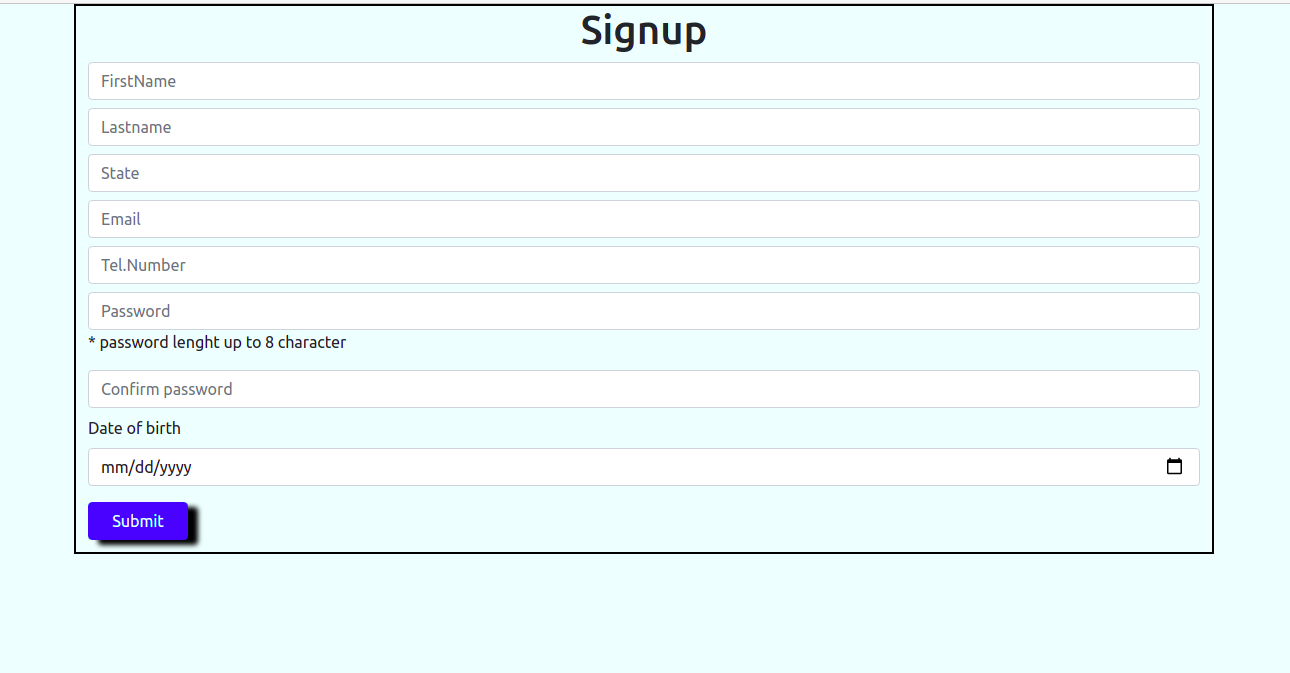 Signup
FirstName
Lastname
State
Email
Tel.Number
Password
* password lenght up to 8 character
Confirm password
Date of birth
mm/dd/yyyy
Submit